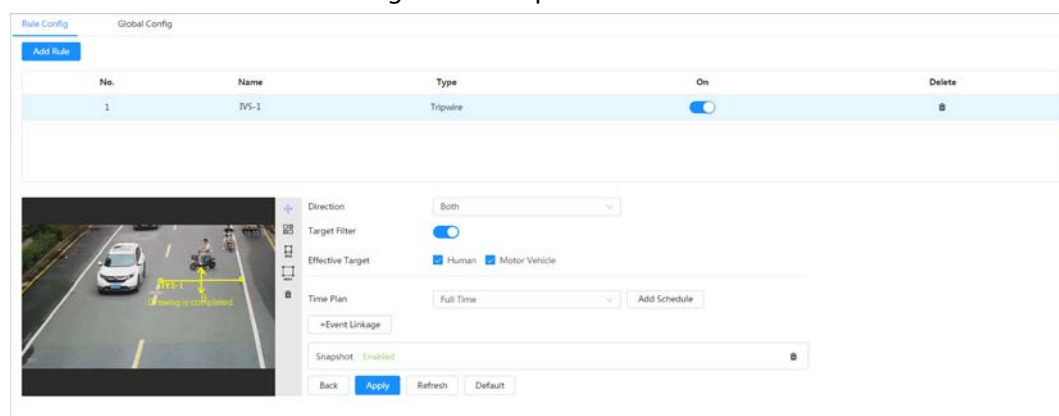 Rule Config Global Config
Add Rule
No. Name Type On Delete
1 IVS-1 Tripwire
Direction Both
Target Filter
Effective Target Human Motor Vehicle
IVS-1
Drawing is completed.
Time Plan Full Time Add Schedule
+Event Linkage
Snapshot Enabled
Back Apply Refresh Default